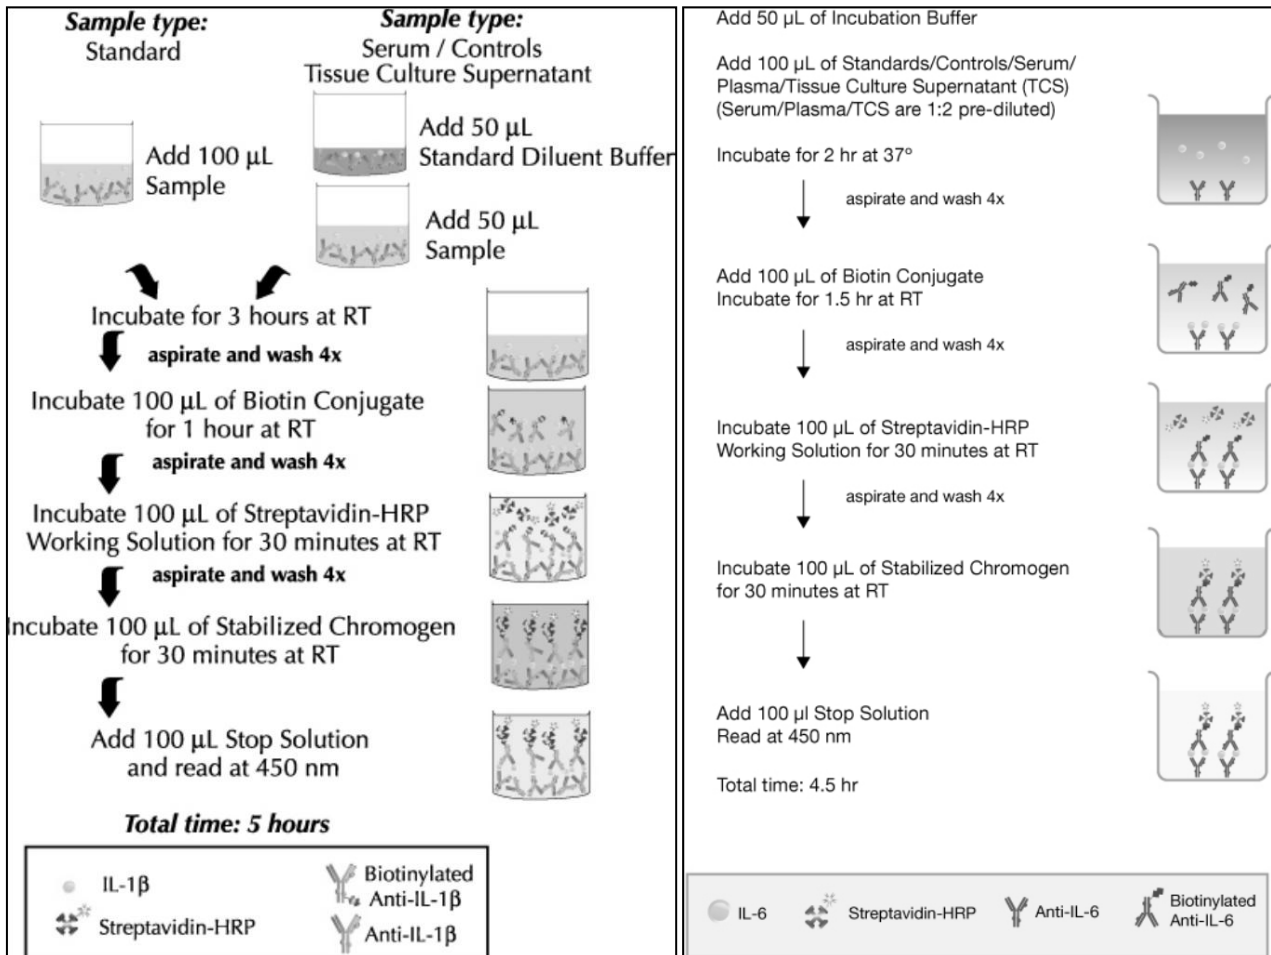 Sample type:
Standard
Sample type:
Serum / Controls
Tissue Culture Supernatant
Add 100 µL
Sample
Add 50 µL
Standard Diluent Buffer
Add 50 µL
Sample
Incubate for 3 hours at RT
aspirate and wash 4x
Incubate 100 µL of Biotin Conjugate
for 1 hour at RT
aspirate and wash 4x
Incubate 100 µL of Streptavidin-HRP
Working Solution for 30 minutes at RT
aspirate and wash 4x
Incubate 100 µL of Stabilized Chromogen
for 30 minutes at RT
Add 100 µL Stop Solution
and read at 450 nm
Total time: 5 hours
IL-1β
Streptavidin-HRP
Biotinylated
Anti-IL-1β
Anti-IL-1β
Add 50 µL of Incubation Buffer
Add 100 µL of Standards/Controls/Serum/
Plasma/Tissue Culture Supernatant (TCS)
(Serum/Plasma/TCS are 1:2 pre-diluted)
Incubate for 2 hr at 37º
aspirate and wash 4x
Add 100 µL of Biotin Conjugate
Incubate for 1.5 hr at RT
aspirate and wash 4x
Incubate 100 µL of Streptavidin-HRP
Working Solution for 30 minutes at RT
aspirate and wash 4x
Incubate 100 µL of Stabilized Chromogen
for 30 minutes at RT
Add 100 µl Stop Solution
Read at 450 nm
Total time: 4.5 hr
IL-6
Streptavidin-HRP
Anti-IL-6
Biotinylated
Anti-IL-6